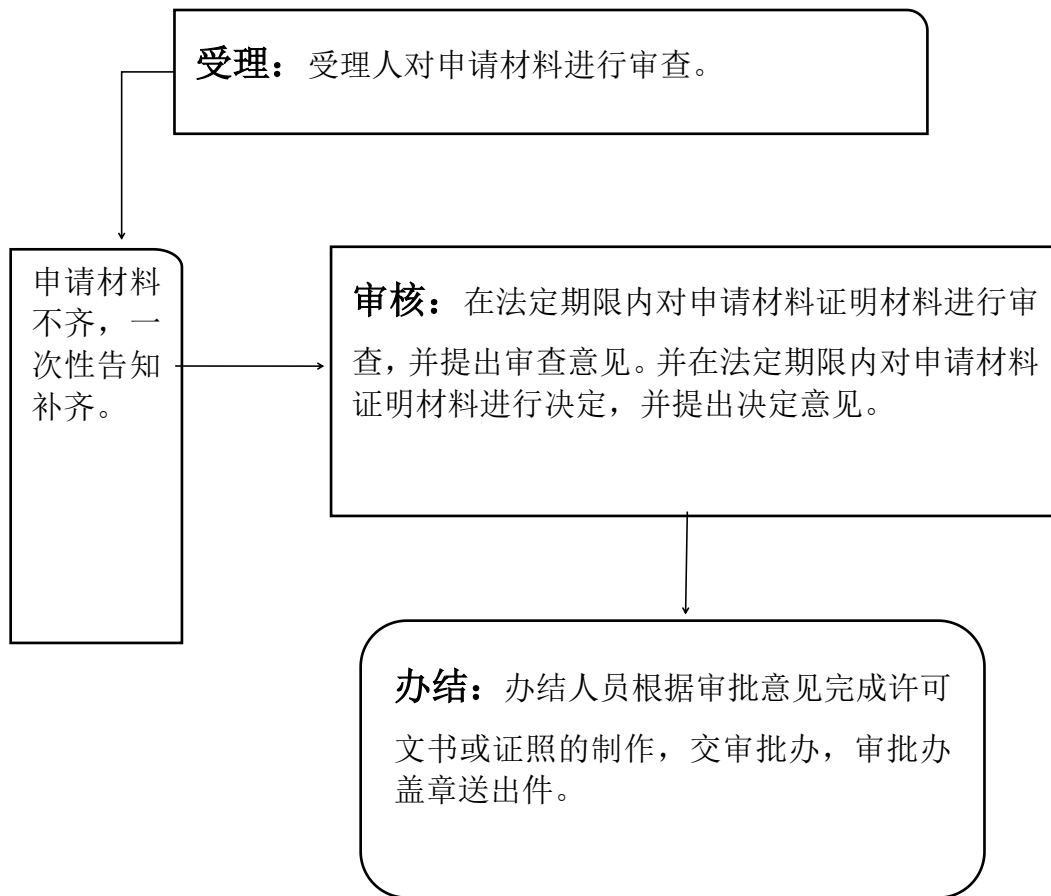 受理：受理人对申请材料进行审查。
申请材料
不齐，一
次性告知
补齐。
审核：在法定期限内对申请材料证明材料进行审
查，并提出审查意见。并在法定期限内对申请材料
证明材料进行决定，并提出决定意见。
办结：办结人员根据审批意见完成许可
文书或证照的制作，交审批办，审批办
盖章送出件。